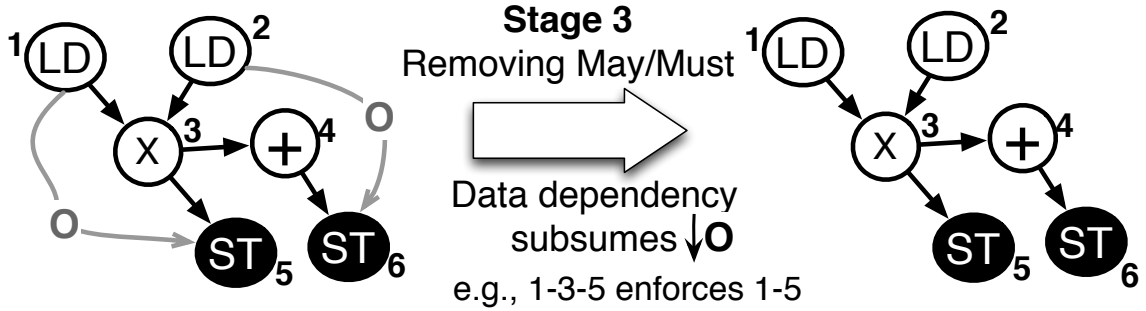 Stage 3
Removing May/Must
Data dependency
subsumes ↓O
e.g., 1-3-5 enforces 1-5
1 LD
LD 2
O
X 3
+ 4
O
ST 5
ST 6
1 LD
LD 2
X 3
+ 4
ST 5
ST 6